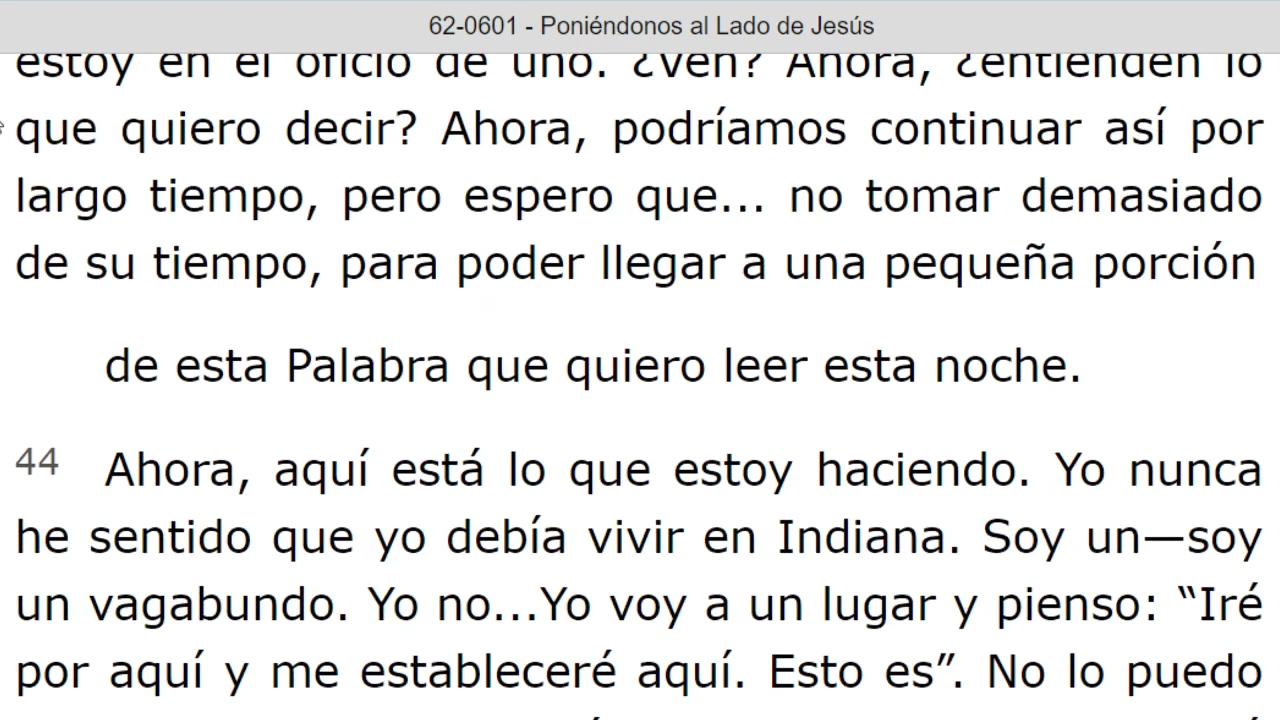 62-0601 - Poniéndonos al Lado de Jesús
estoy en el oficio de uno. ¿Ven? Ahora, ¿entienden lo
que quiero decir? Ahora, podríamos continuar así por
largo tiempo, pero espero que... no tomar demasiado
de su tiempo, para poder llegar a una pequeña porción
de esta Palabra que quiero leer esta noche.
44 Ahora, aquí está lo que estoy haciendo. Yo nunca
he sentido que yo debía vivir en Indiana. Soy un—soy
un vagabundo. Yo no...Yo voy a un lugar y pienso: “Iré
por aquí y me estableceré aquí. Esto es”. No lo puedo